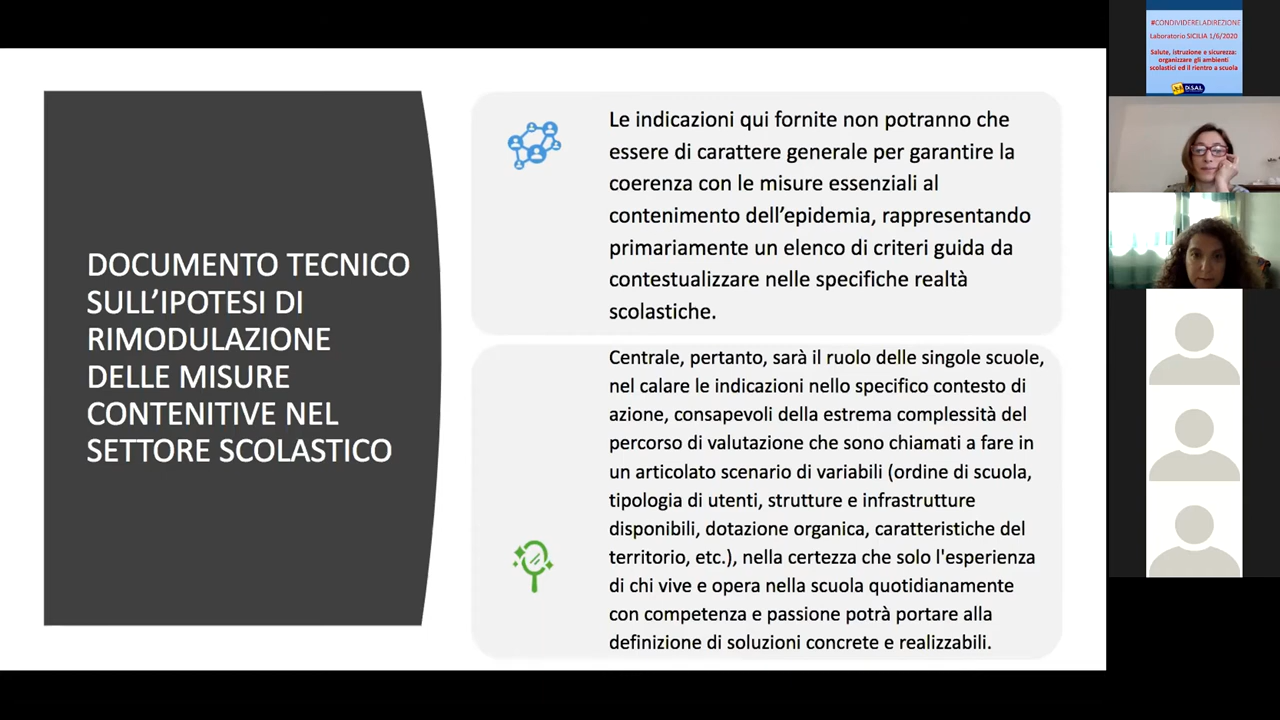 DOCUMENTO TECNICO
SULL’IPOTESI DI
RIMODULAZIONE
DELLE MISURE
CONTENITIVE NEL
SETTORE SCOLASTICO
Le indicazioni qui fornite non potranno che
essere di carattere generale per garantire la
coerenza con le misure essenziali al
contenimento dell’epidemia, rappresentando
primariamente un elenco di criteri guida da
contestualizzare nelle specifiche realtà
scolastiche.
Centrale, pertanto, sarà il ruolo delle singole scuole,
nel calare le indicazioni nello specifico contesto di
azione, consapevoli della estrema complessità del
percorso di valutazione che sono chiamati a fare in
un articolato scenario di variabili (ordine di scuola,
tipologia di utenti, strutture e infrastrutture
disponibili, dotazione organica, caratteristiche del
territorio, etc.), nella certezza che solo l'esperienza
di chi vive e opera nella scuola quotidianamente
con competenza e passione potrà portare alla
definizione di soluzioni concrete e realizzabili.
#CONDIVIDERELADIREZIONE
Laboratorio SICILIA 1/6/2020
Salute, istruzione e sicurezza:
organizzare gli ambienti
scolastici ed il rientro a scuola
DI.S.A.L.